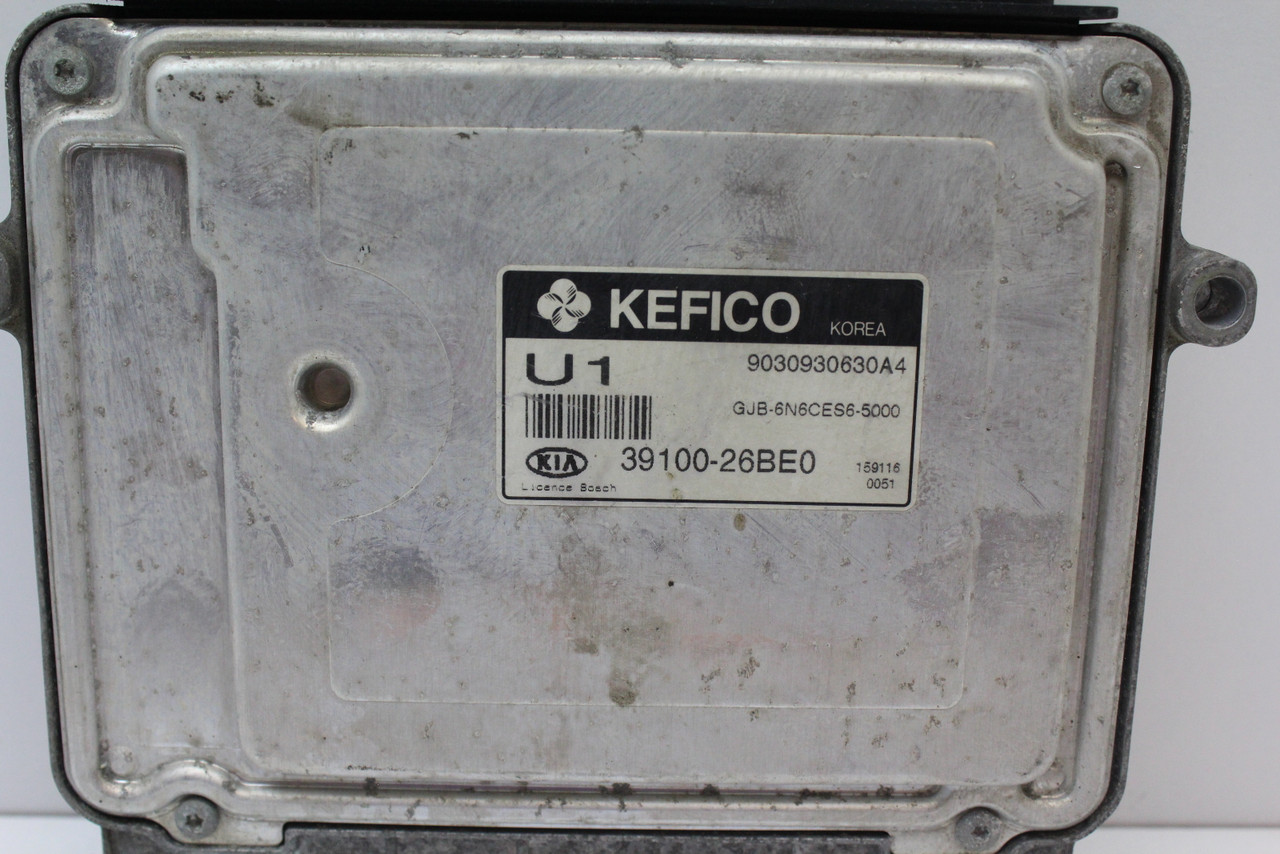 KEFICO KOREA
U1 9030930630A4
GJB-6N6CES6-5000
KIA 39100-26BE0 159116
Licence Bosch 0051